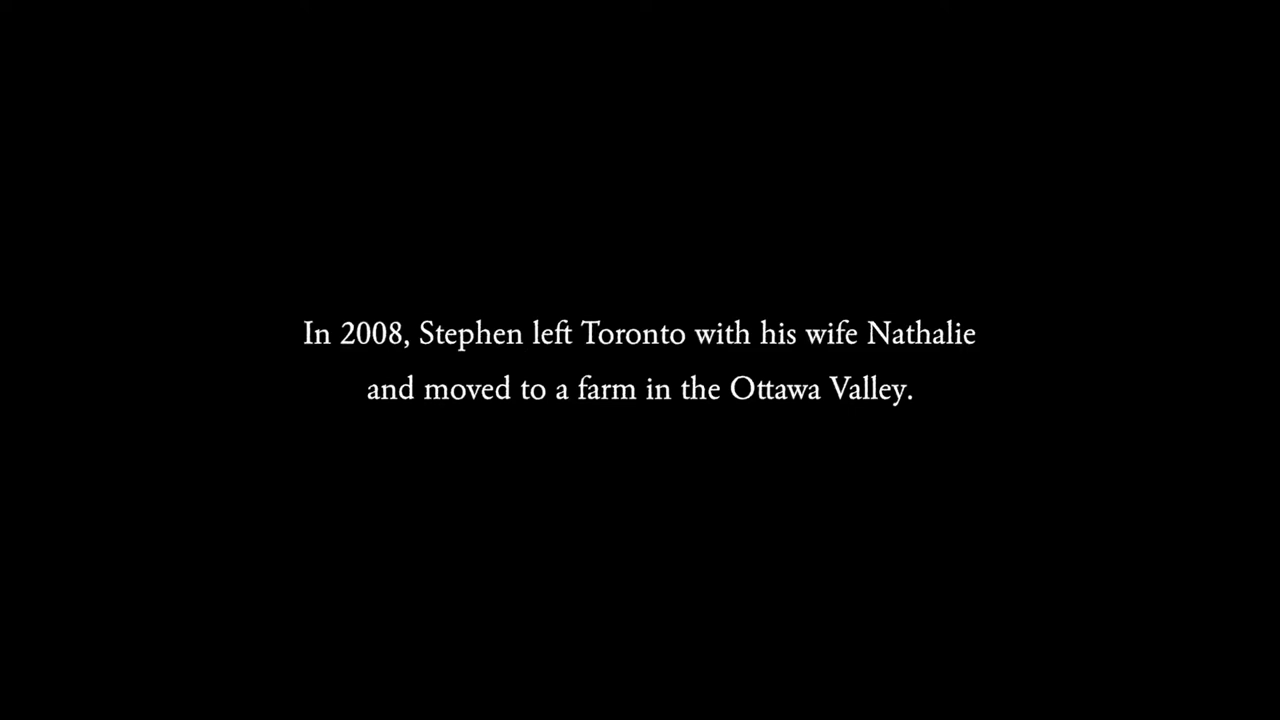 In 2008, Stephen left Toronto with his wife Nathalie
and moved to a farm in the Ottawa Valley.